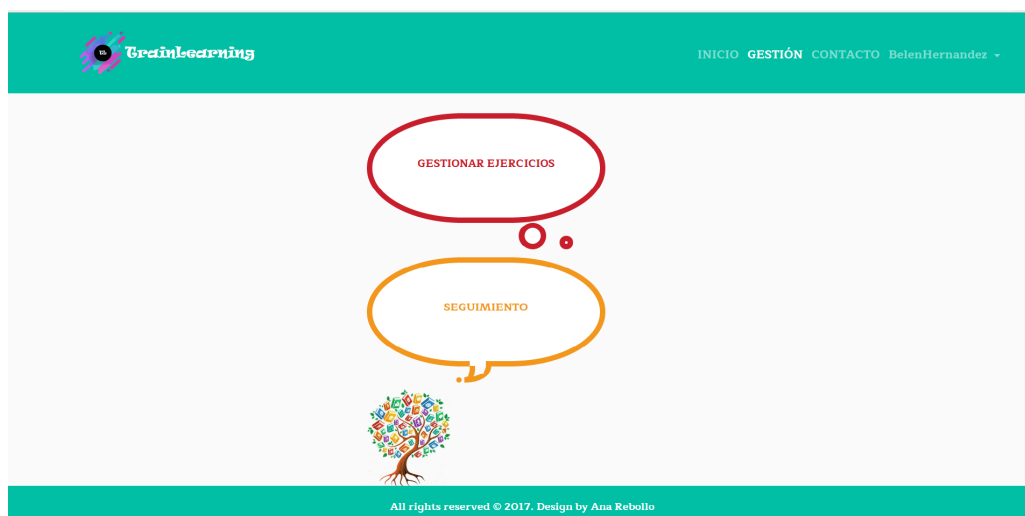 TrainLearning
INICIO GESTIÓN CONTACTO BelenHernandez
GESTIONAR EJERCICIOS
SEGUIMIENTO
All rights reserved © 2017. Design by Ana Rebollo